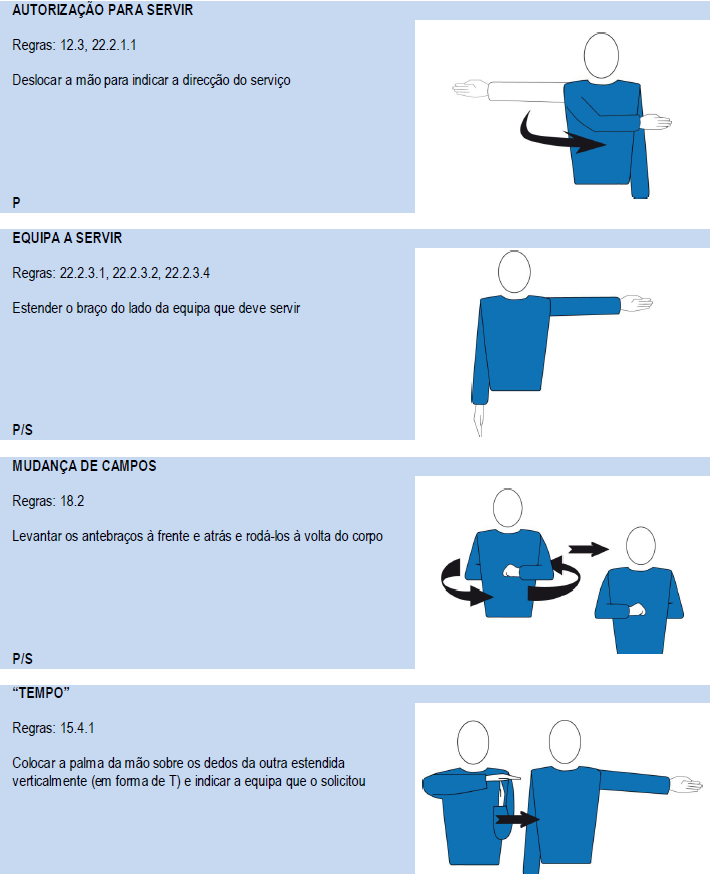 AUTORIZAÇÃO PARA SERVIR
Regras: 12.3, 22.2.1.1
Deslocar a mão para indicar a direcção do serviço
P
EQUIPA A SERVIR
Regras: 22.2.3.1, 22.2.3.2, 22.2.3.4
Estender o braço do lado da equipa que deve servir
P/S
MUDANÇA DE CAMPOS
Regras: 18.2
Levantar os antebraços à frente e atrás e rodá-los à volta do corpo
P/S
“TEMPO”
Regras: 15.4.1
Colocar a palma da mão sobre os dedos da outra estendida
verticalmente (em forma de T) e indicar a equipa que o solicitou